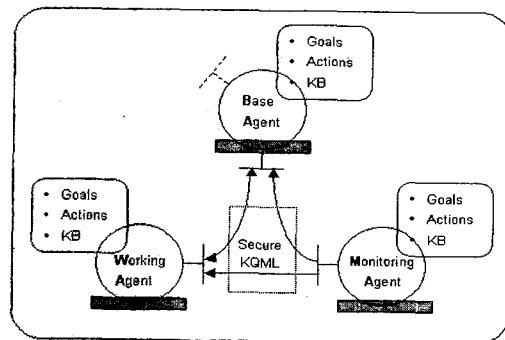 • Goals
• Actions
• KB
Base
Agent
• Goals
• Actions
• KB
Working
Agent
Secure
KQML
• Goals
• Actions
• KB
Monitoring
Agent